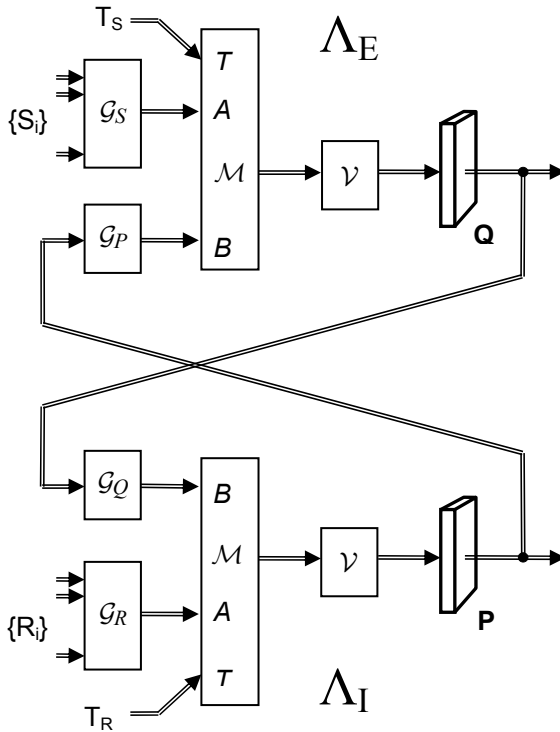 T_S
Λ_E
T
{S_i}
𝒢_S
A
ℳ
𝒱
𝒢_P
B
Q
𝒢_Q
B
ℳ
𝒱
{R_i}
𝒢_R
A
P
T
T_R
Λ_I